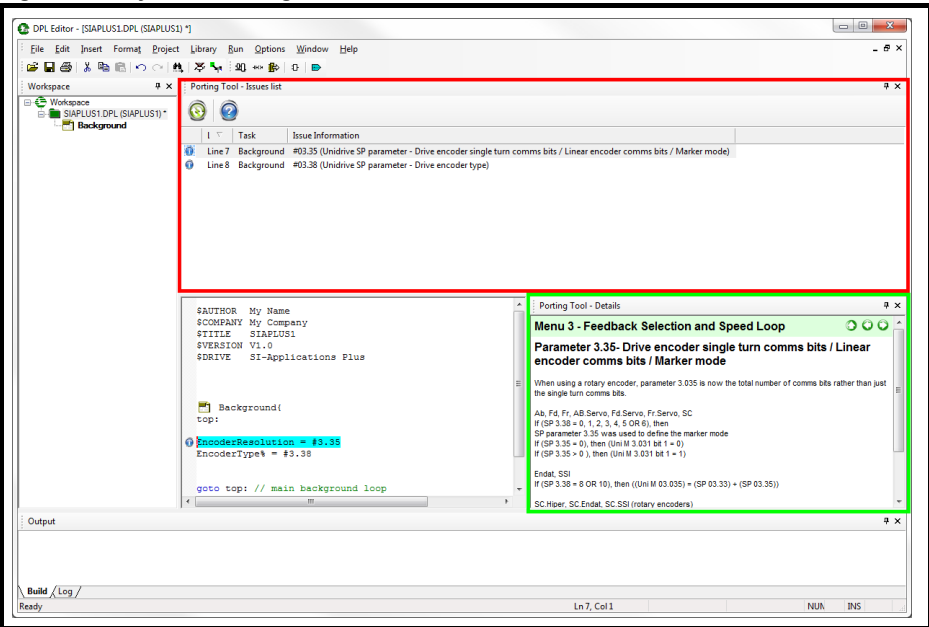 DPL Editor - [SIAPLUS1.DPL (SIAPLUS1) *]
File Edit Insert Format Project Library Run Options Window Help
Workspace
Porting Tool - Issues list
Workspace
SIAPLUS1.DPL (SIAPLUS1) *
Background
Task Issue Information
Line 7 Background #03.35 (Unidrive SP parameter - Drive encoder single turn comms bits / Linear encoder comms bits / Marker mode)
Line 8 Background #03.38 (Unidrive SP parameter - Drive encoder type)
$AUTHOR My Name
$COMPANY My Company
$TITLE SIAPLUS1
$VERSION V1.0
$DRIVE SI-Applications Plus
Background{
top:
EncoderResolution = #3.35
EncoderType% = #3.38
goto top: // main background loop
Porting Tool - Details
Menu 3 - Feedback Selection and Speed Loop
Parameter 3.35- Drive encoder single turn comms bits / Linear
encoder comms bits / Marker mode
When using a rotary encoder, parameter 3.035 is now the total number of comms bits rather than just
the single turn comms bits.
Ab, Fd, Fr, AB.Servo, Fd.Servo, Fr.Servo, SC
If (SP 3.38 = 0, 1, 2, 3, 4, 5 OR 6), then
SP parameter 3.35 was used to define the marker mode
If (SP 3.35 = 0), then (Uni M 3.031 bit 1 = 0)
If (SP 3.35 > 0 ), then (Uni M 3.031 bit 1 = 1)
Endat, SSI
If (SP 3.38 = 8 OR 10), then ((Uni M 03.035) = (SP 03.33) + (SP 03.35))
SC.Hiper, SC.Endat, SC.SSI (rotary encoders)
Output
Build Log
Ready
Ln 7, Col 1
NUM INS